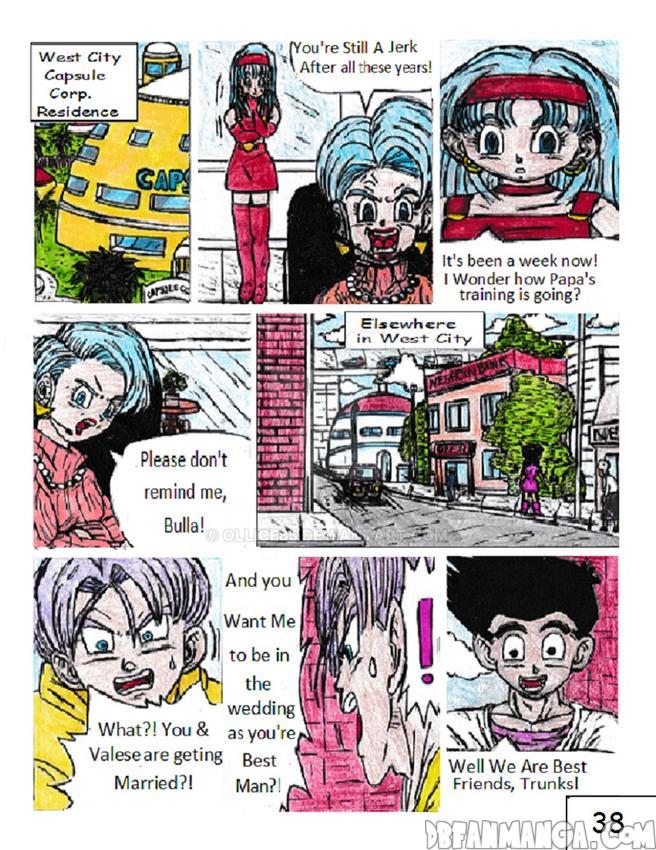 West City
Capsule
Corp.
Residence
CAPS
You're Still A Jerk
After all these years!
It's been a week now!
I Wonder how Papa's
training is going?
Please don't
remind me,
Bulla!
Elsewhere
in West City
What?! You &
Valese are geting
Married?!
And you
Want Me
to be in
the
wedding
as you're
Best
Man?!
!
Well We Are Best
Friends, Trunks!
38
DBFANMANGA.COM